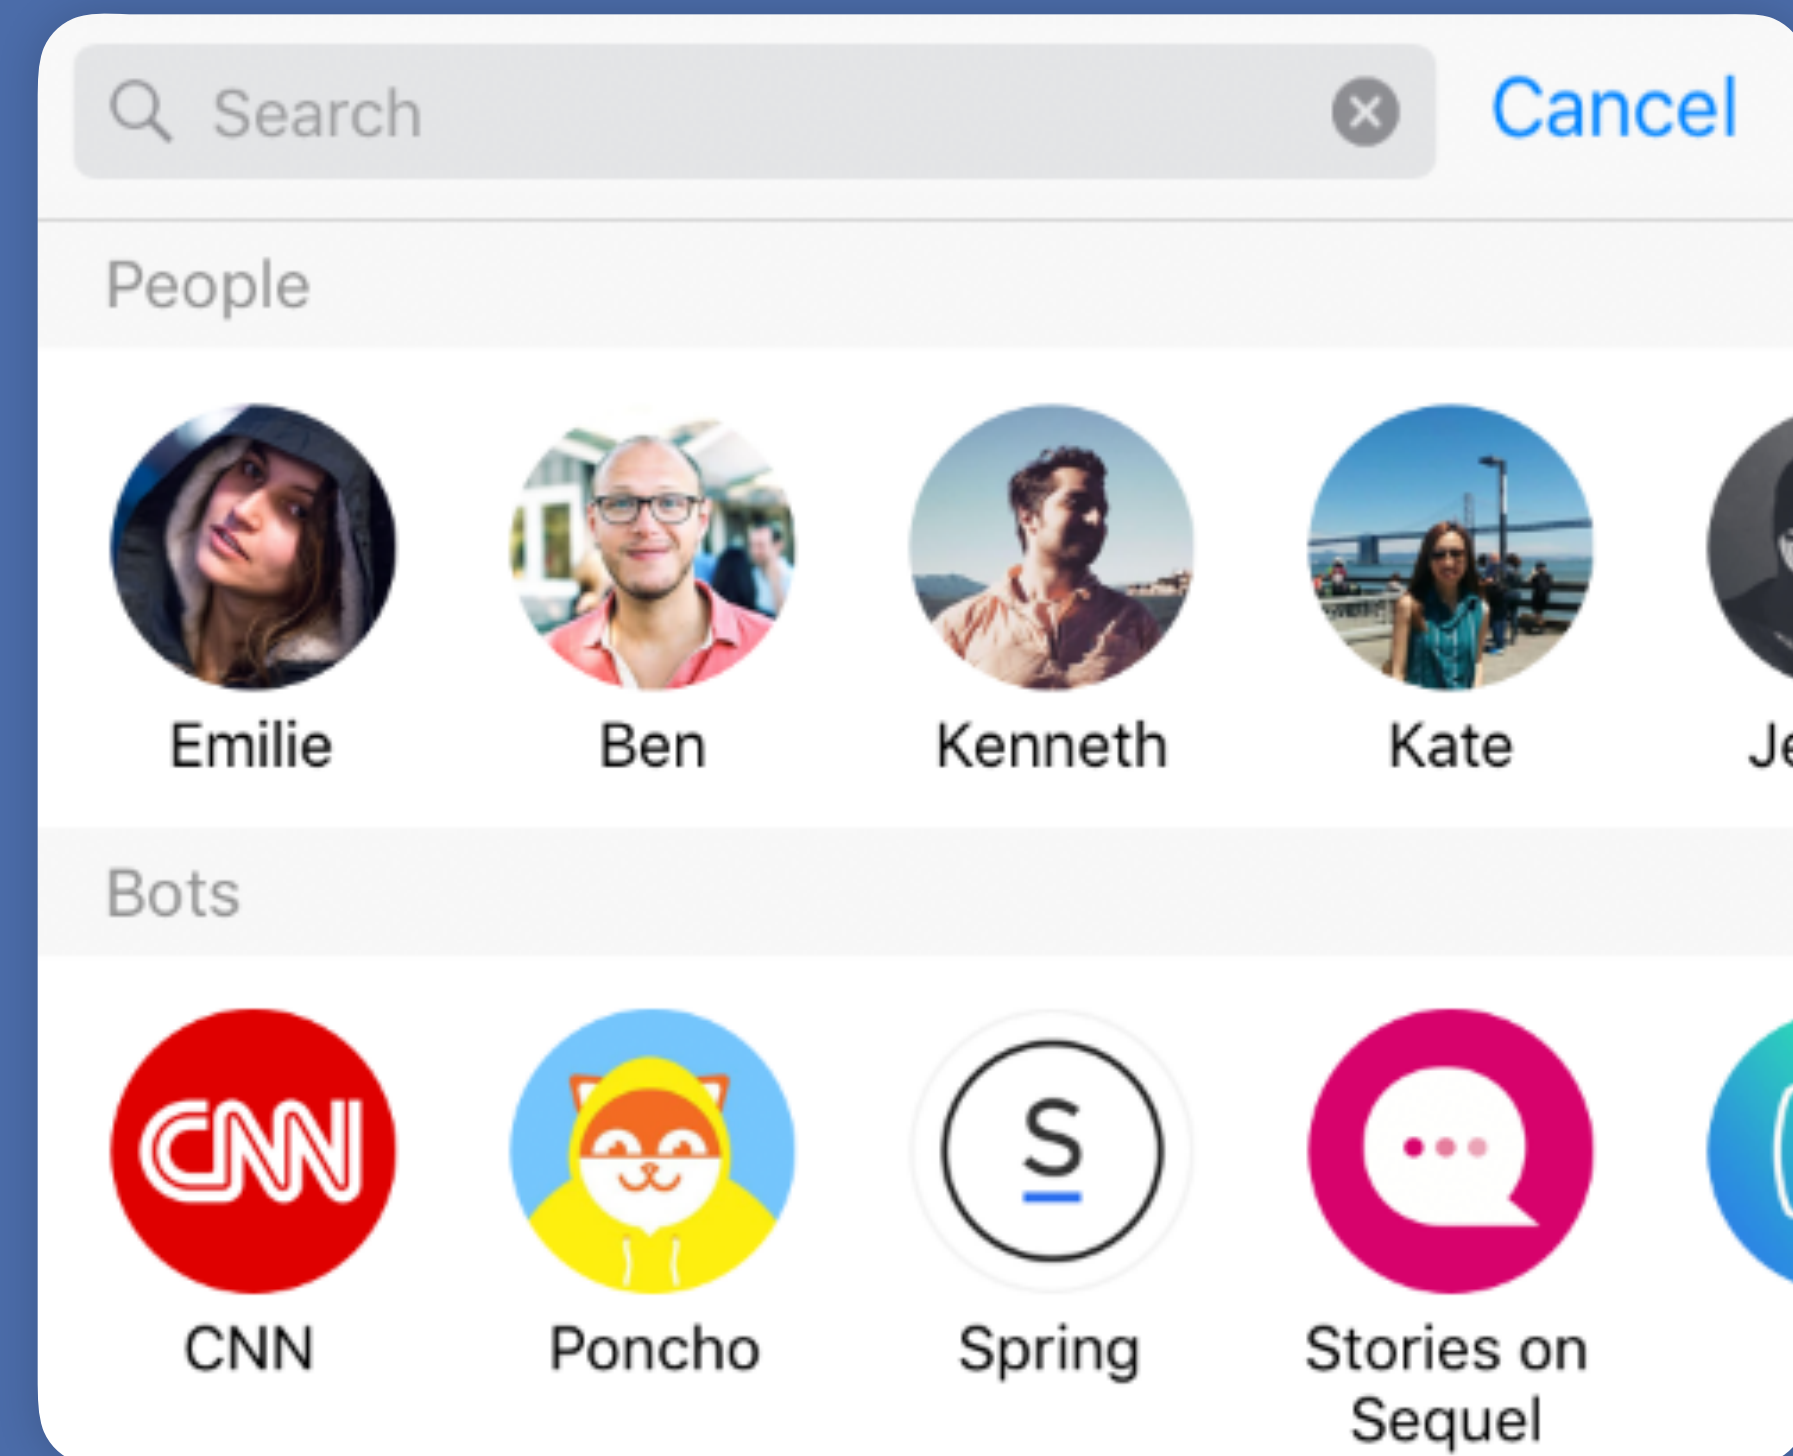 Search
Cancel
People
Emilie
Ben
Kenneth
Kate
Bots
CNN
S
CNN
Poncho
Spring
Stories on
Sequel